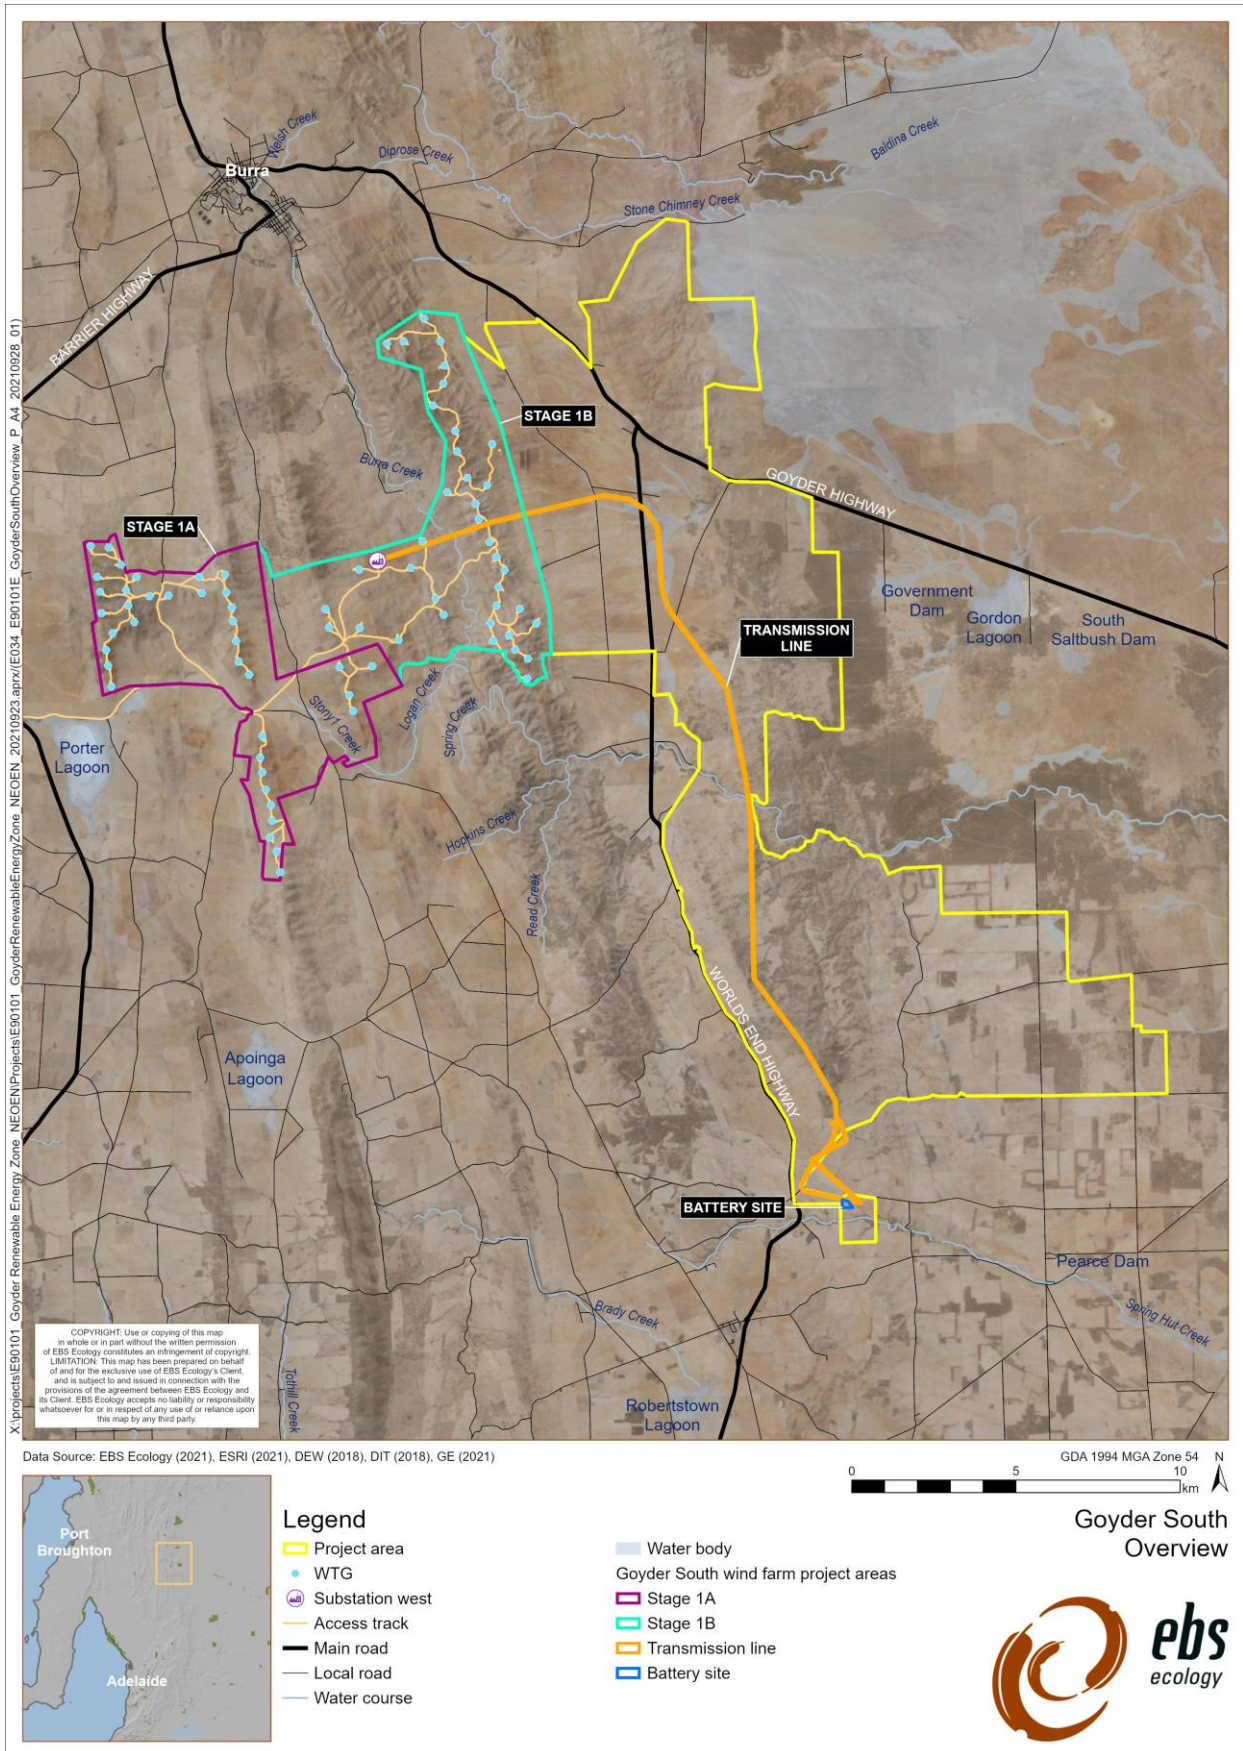 Welsh Creek
Diprose Creek
Baldina Creek
Burra
Stone Chimney Creek
BARRIER HIGHWAY
STAGE 1B
Burra Creek
GOYDER HIGHWAY
STAGE 1A
Government
Dam
Gordon
Lagoon
South
Saltbush Dam
TRANSMISSION
LINE
Stony1 Creek
Logan Creek
Spring Creek
Porter
Lagoon
Hopkins Creek
Read Creek
WORLDS END HIGHWAY
Apoinga
Lagoon
BATTERY SITE
Pearce Dam
Brady Creek
Spring Hut Creek
Tothill Creek
Robertstown
Lagoon
X:\projects\E90101_Goyder Renewable Energy Zone_NEOEN\Projects\E90101_GoyderRenewableEnergyZone_NEOEN_20210923.aprx/(E034_E90101E_GoyderSouthOverview_P_A4_20210928_01)
COPYRIGHT: Use or copying of this map
in whole or in part without the written permission
of EBS Ecology constitutes an infringement of copyright.
LIMITATION: This map has been prepared on behalf
of and for the exclusive use of EBS Ecology's Client,
and is subject to and issued in connection with the
provisions of the agreement between EBS Ecology and
its Client. EBS Ecology accepts no liability or responsibility
whatsoever for or in respect of any use of or reliance upon
this map by any third party.
Data Source: EBS Ecology (2021), ESRI (2021), DEW (2018), DIT (2018), GE (2021)
GDA 1994 MGA Zone 54
N
0 5 10
km
Port
Broughton
Adelaide
Legend
Project area
WTG
Substation west
Access track
Main road
Local road
Water course
Water body
Goyder South wind farm project areas
Stage 1A
Stage 1B
Transmission line
Battery site
Goyder South
Overview
ebs
ecology